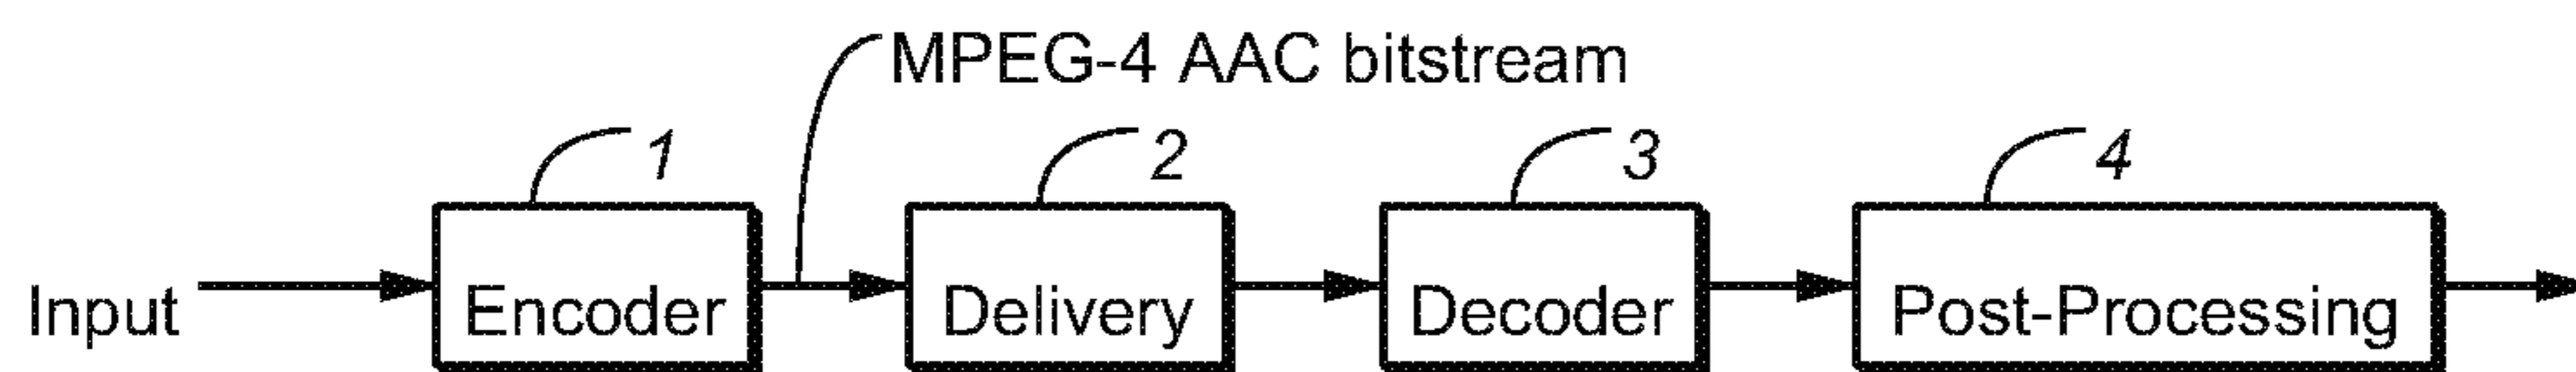 MPEG-4 AAC bitstream
1 2 3 4
Input Encoder Delivery Decoder Post-Processing